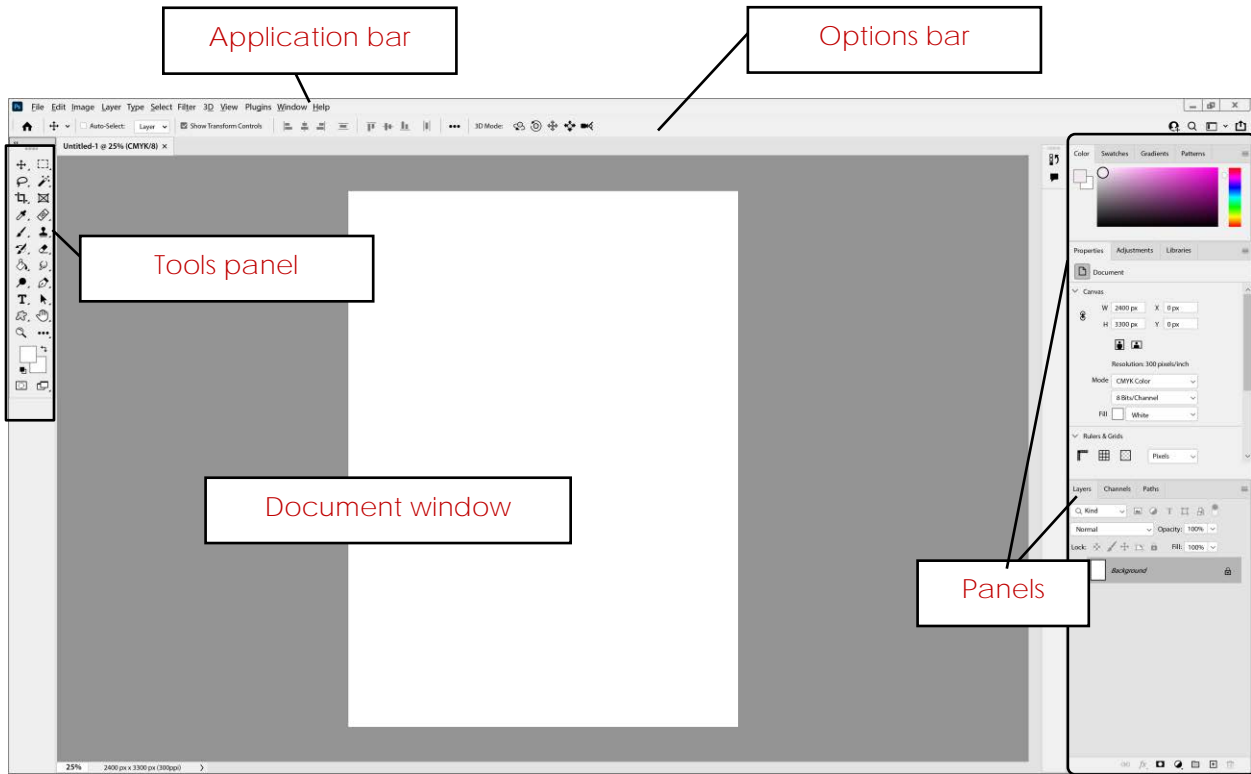 Application bar
Options bar
Ps File Edit Image Layer Type Select Filter 3D View Plugins Window Help
Auto-Select: Layer Show Transform Controls 3D Mode:
Untitled-1 @ 25% (CMYK/8) ×
Color Swatches Gradients Patterns
Tools panel
Properties Adjustments Libraries
Document
Canvas
W 2400 px X 0 px
H 3300 px Y 0 px
Resolution: 300 pixels/inch
Mode CMYK Color
8 Bits/Channel
Fill White
Rulers & Grids
Pixels
Document window
Layers Channels Paths
Kind
Normal Opacity: 100%
Lock: Fill: 100%
Background
Panels
25% 2400 px x 3300 px (300ppi)